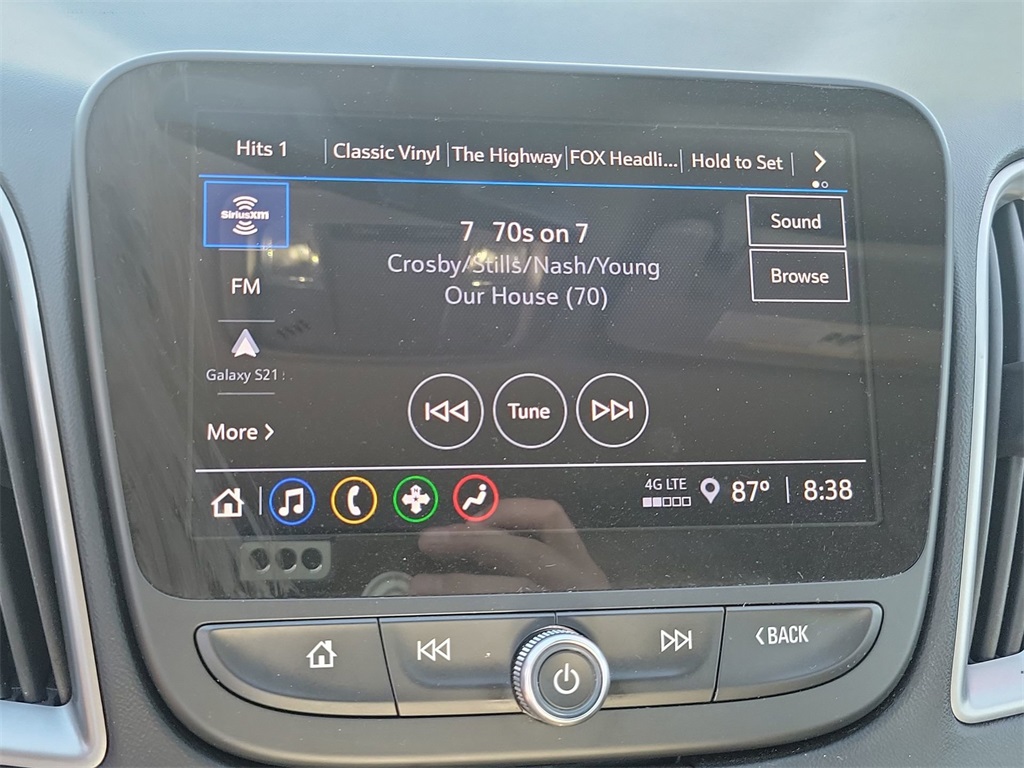 Hits 1 Classic Vinyl The Highway FOX Headli... Hold to Set
SiriusXM
7 70s on 7
Sound
Crosby/Stills/Nash/Young
Browse
FM
Our House (70)
Galaxy S21
Tune
More
4G LTE
87° 8:38
BACK